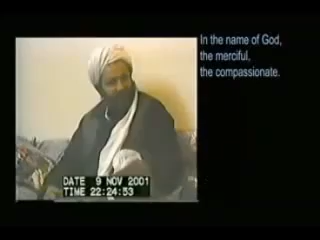 In the name of God,
the merciful,
the compassionate.
DATE 9 NOV 2001
TIME 22:24:53